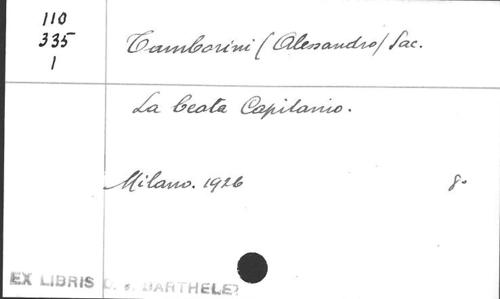 110
335
1
Tamborini (Alessandro) Sac.
La beata Capitanio.
Milano. 1926 8°
EX LIBRIS